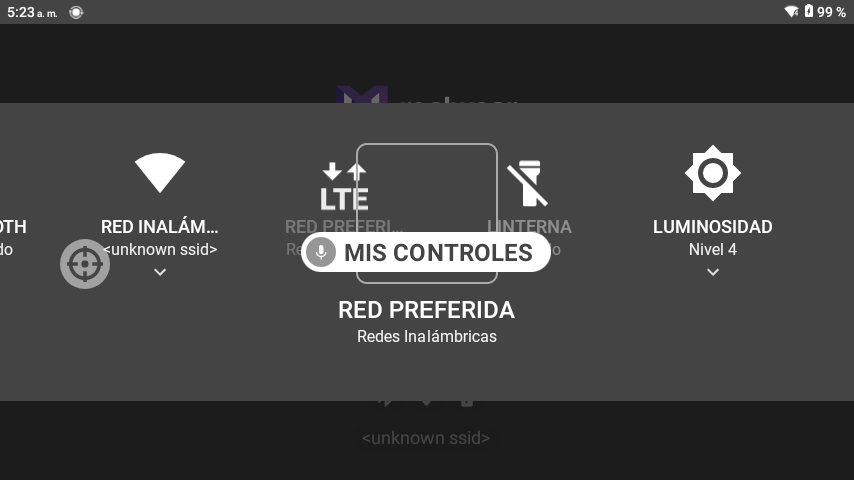 5:23 a. m.
99 %
OTH
RED INALÁM...
RED PREFERI...
LINTERNA
LUMINOSIDAD
do
<unknown ssid>
Re
o
Nivel 4
MIS CONTROLES
RED PREFERIDA
Redes Inalámbricas
<unknown ssid>